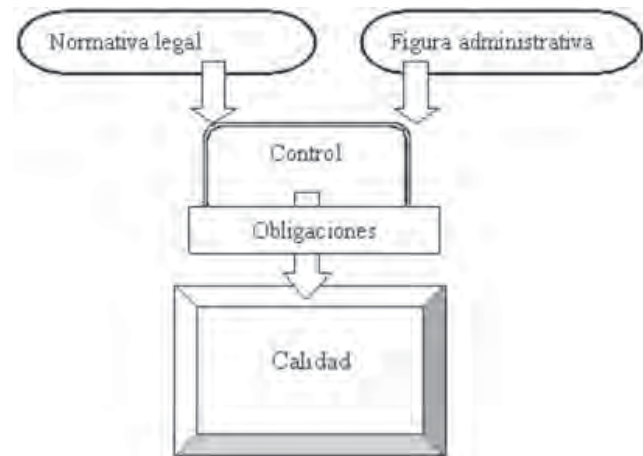 Normativa legal
Figura administrativa
Control
Obligaciones
Calidad